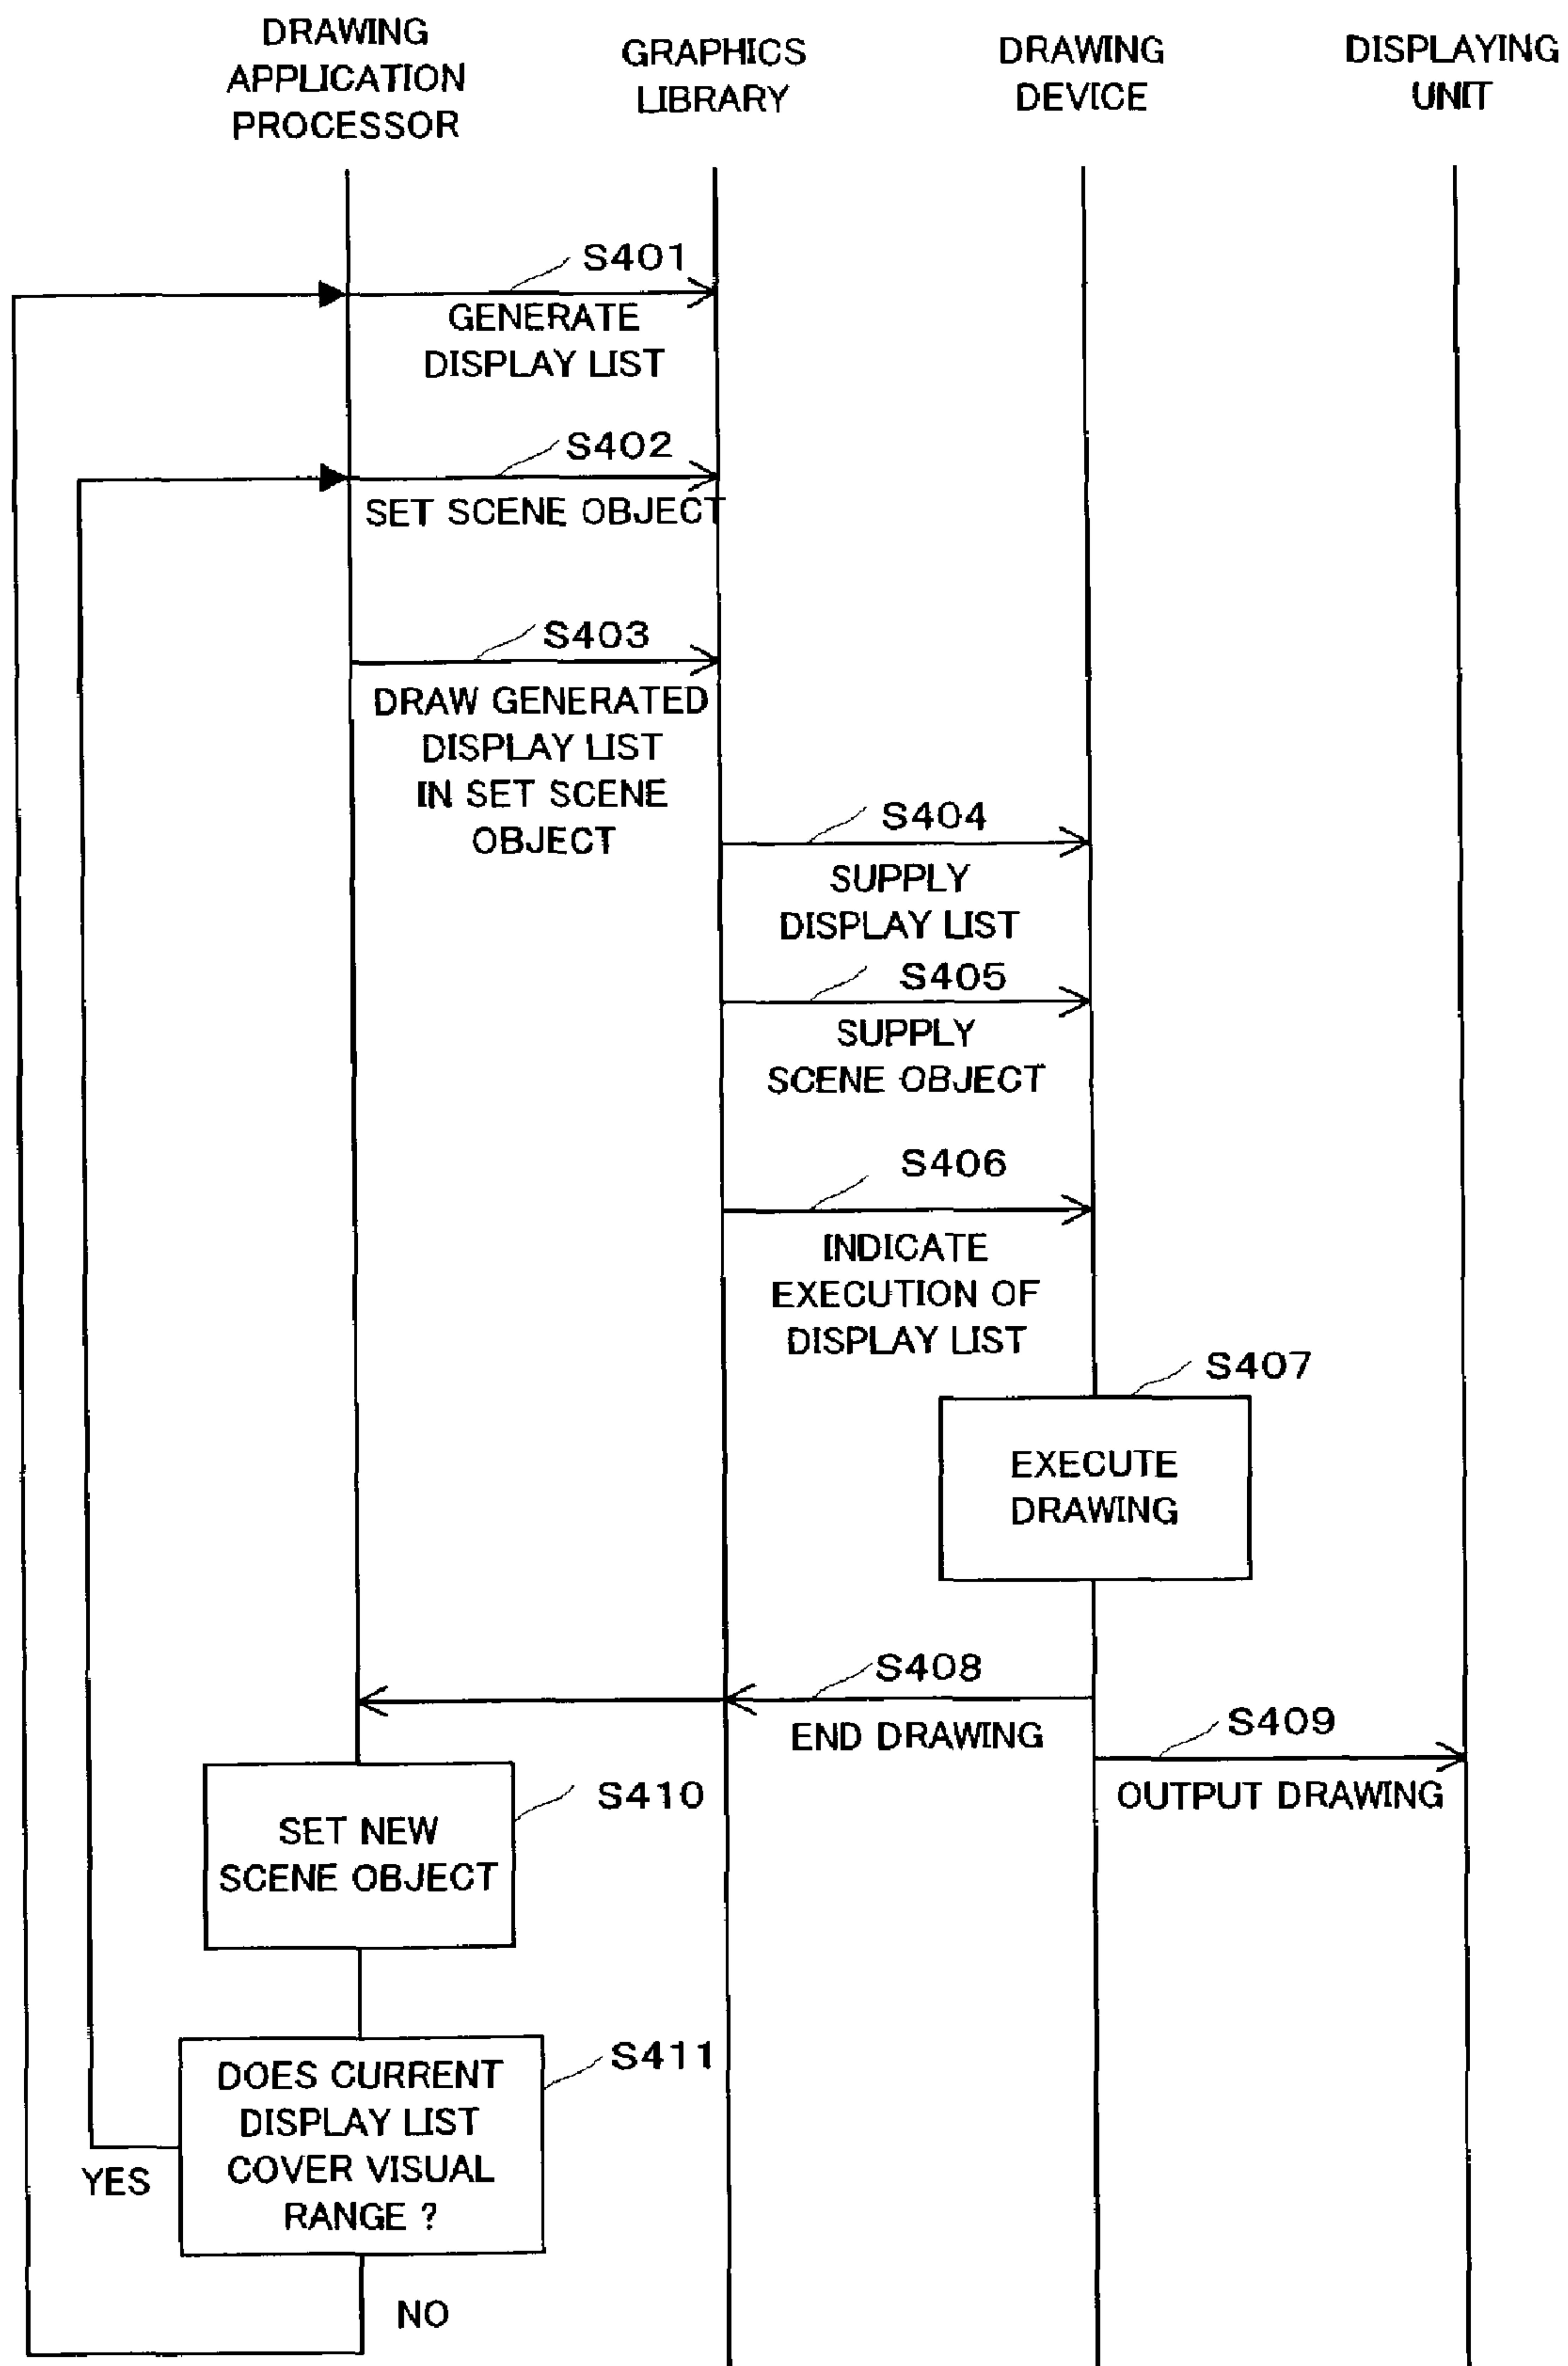 DRAWING
APPLICATION
PROCESSOR
GRAPHICS
LIBRARY
DRAWING
DEVICE
DISPLAYING
UNIT
S401
GENERATE
DISPLAY LIST
S402
SET SCENE OBJECT
S403
DRAW GENERATED
DISPLAY LIST
IN SET SCENE
OBJECT
S404
SUPPLY
DISPLAY LIST
S405
SUPPLY
SCENE OBJECT
S406
INDICATE
EXECUTION OF
DISPLAY LIST
S407
EXECUTE
DRAWING
S408
END DRAWING
S409
OUTPUT DRAWING
S410
SET NEW
SCENE OBJECT
S411
DOES CURRENT
DISPLAY LIST
COVER VISUAL
RANGE ?
YES
NO